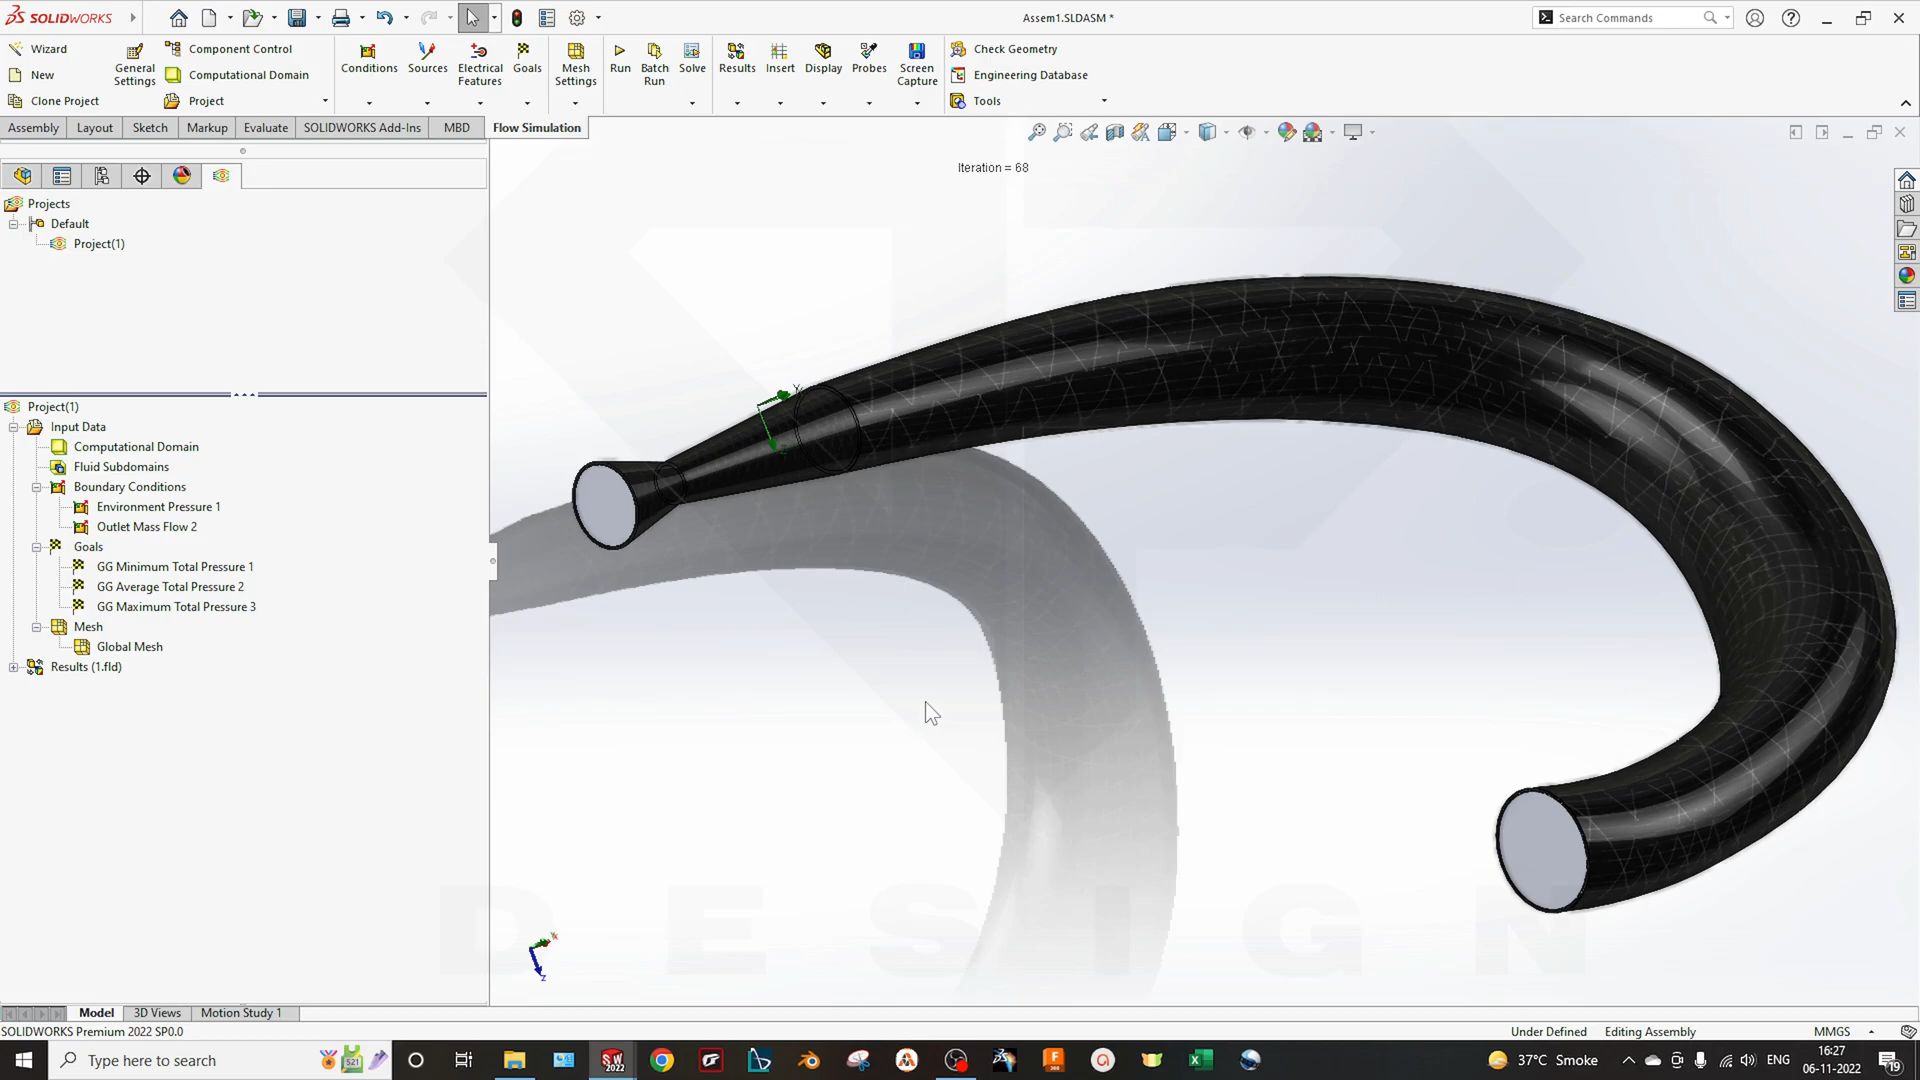 SOLIDWORKS
Assem1.SLDASM *
Search Commands
Wizard
New
Clone Project
General Settings
Component Control
Computational Domain
Project
Conditions
Sources
Electrical Features
Goals
Mesh Settings
Run
Batch Run
Solve
Results
Insert
Display
Probes
Screen Capture
Check Geometry
Engineering Database
Tools
Assembly
Layout
Sketch
Markup
Evaluate
SOLIDWORKS Add-Ins
MBD
Flow Simulation
Iteration = 68
Projects
Default
Project(1)
Project(1)
Input Data
Computational Domain
Fluid Subdomains
Boundary Conditions
Environment Pressure 1
Outlet Mass Flow 2
Goals
GG Minimum Total Pressure 1
GG Average Total Pressure 2
GG Maximum Total Pressure 3
Mesh
Global Mesh
Results (1.fld)
Y
DESIGN
Z
Model
3D Views
Motion Study 1
SOLIDWORKS Premium 2022 SP0.0
Under Defined
Editing Assembly
MMGS
Type here to search
521
SW 2022
37°C Smoke
ENG
16:27
06-11-2022
19